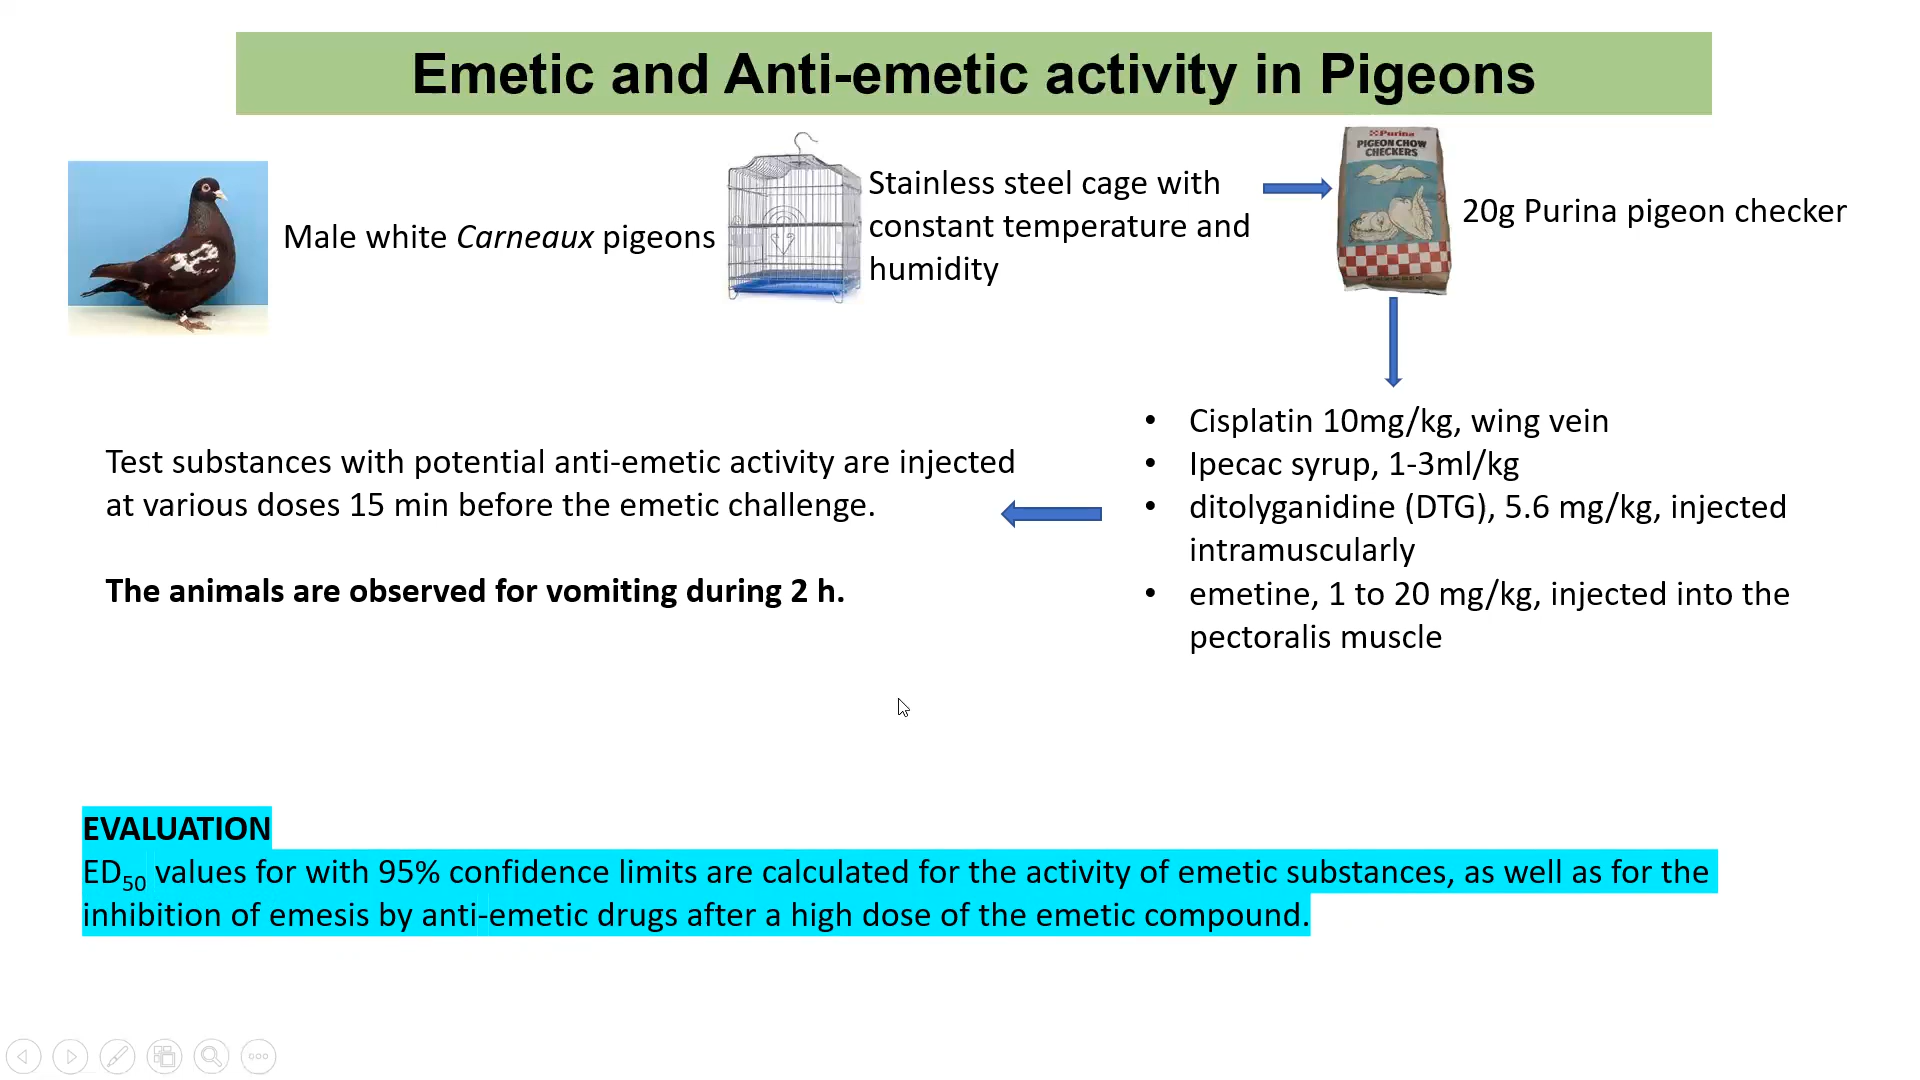 Emetic and Anti-emetic activity in Pigeons
Male white Carneaux pigeons
Stainless steel cage with
constant temperature and
humidity
Purina
PIGEON CHOW
CHECKERS
20g Purina pigeon checker
• Cisplatin 10mg/kg, wing vein
• Ipecac syrup, 1-3ml/kg
• ditolyganidine (DTG), 5.6 mg/kg, injected
intramuscularly
• emetine, 1 to 20 mg/kg, injected into the
pectoralis muscle
Test substances with potential anti-emetic activity are injected
at various doses 15 min before the emetic challenge.
The animals are observed for vomiting during 2 h.
EVALUATION
ED50 values for with 95% confidence limits are calculated for the activity of emetic substances, as well as for the
inhibition of emesis by anti-emetic drugs after a high dose of the emetic compound.